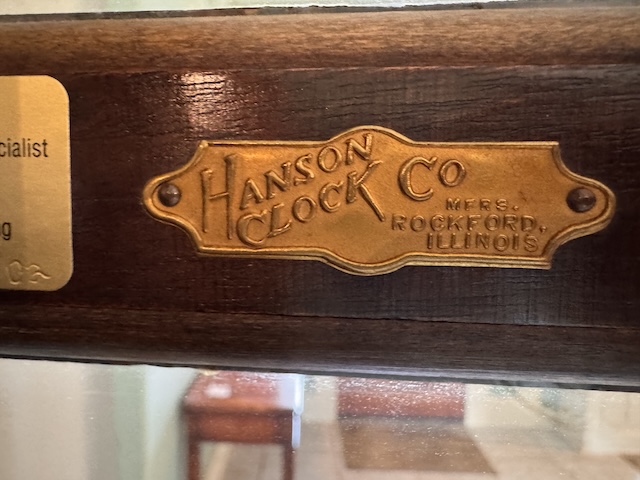 cialist
g
HANSON
CLOCK CO
MFRS.
ROCKFORD,
ILLINOIS